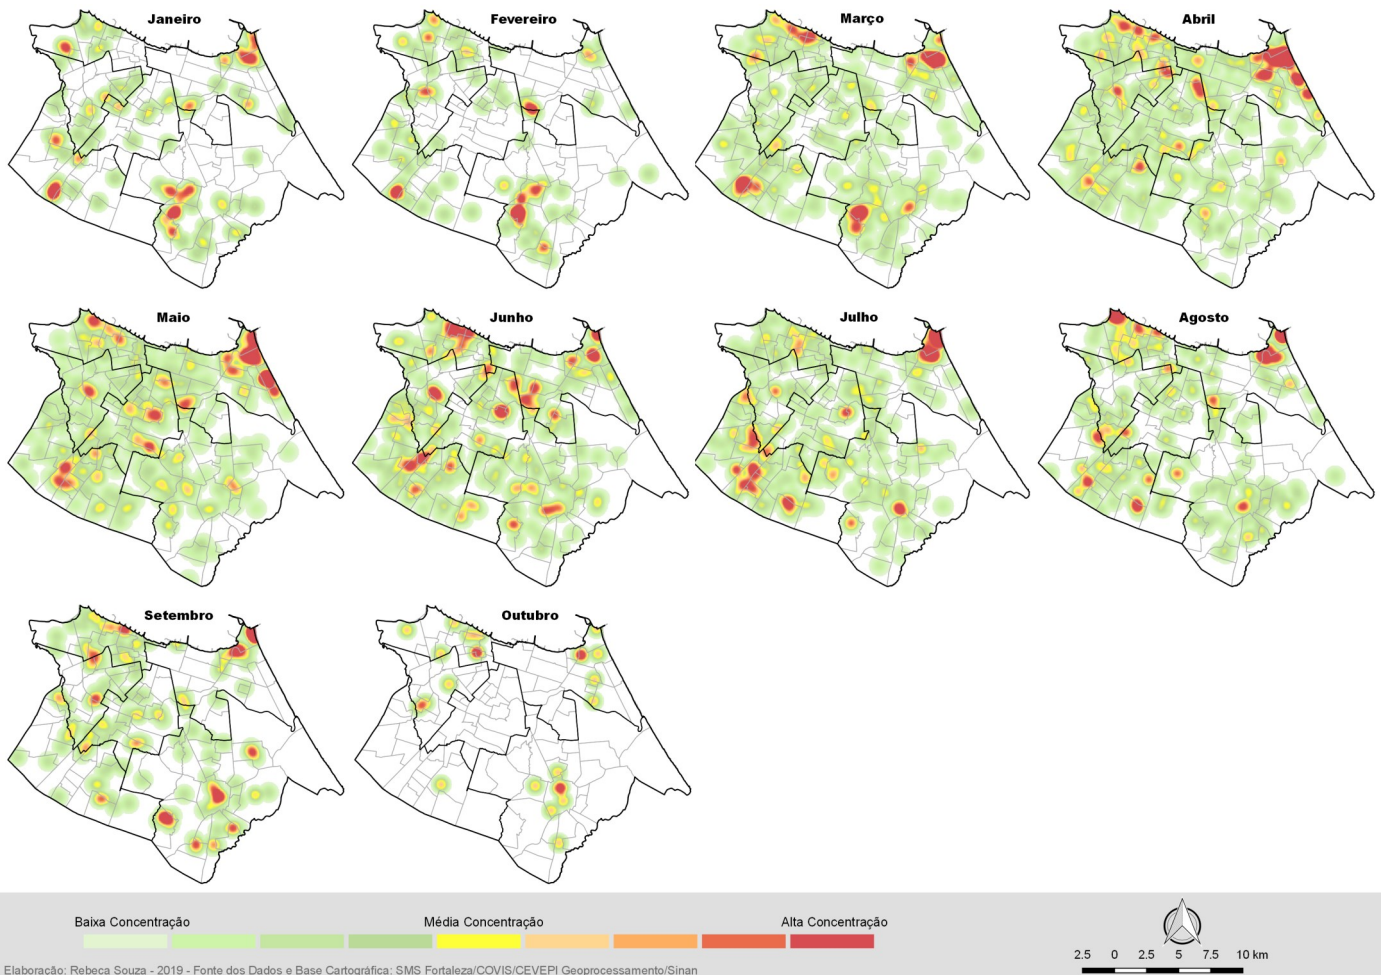 Janeiro
Fevereiro
Março
Abril
Maio
Junho
Julho
Agosto
Setembro
Outubro
Baixa Concentração
Média Concentração
Alta Concentração
2.5 0 2.5 5 7.5 10 km
Elaboração: Rebeca Souza - 2019 - Fonte dos Dados e Base Cartográfica: SMS Fortaleza/COVIS/CEVEPI Geoprocessamento/Sinan